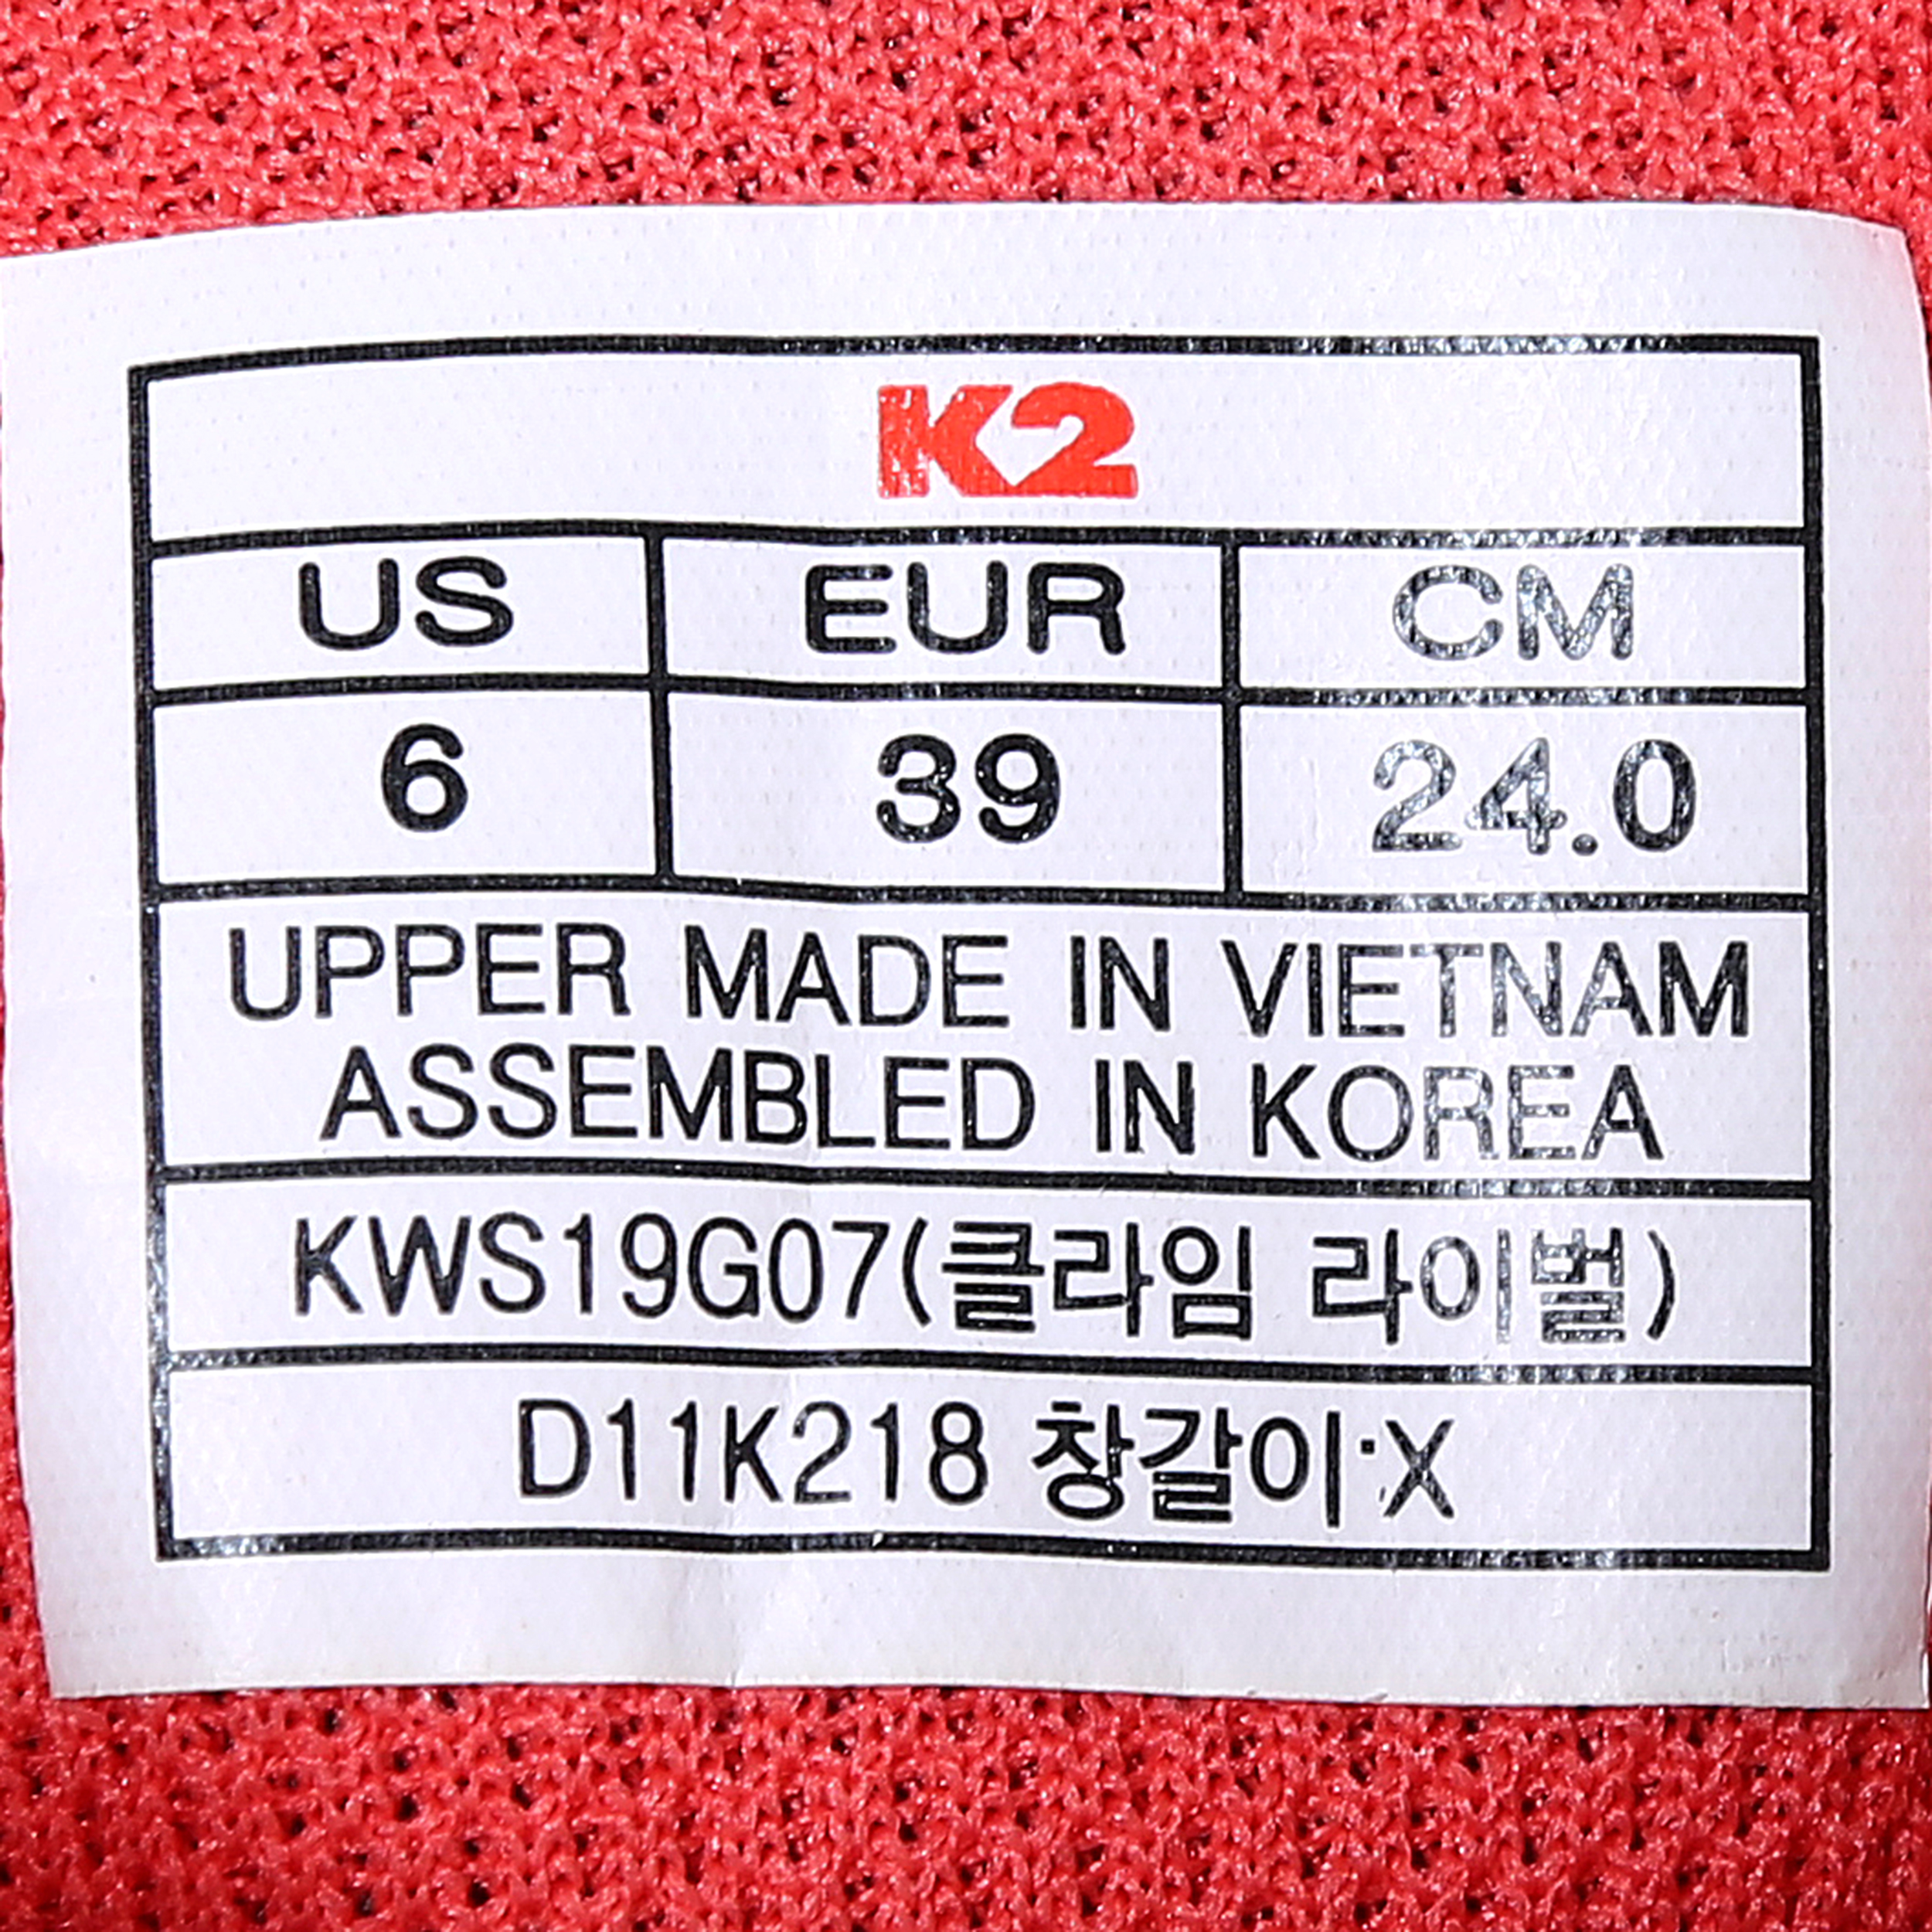 K2
US EUR CM
6 39 24.0
UPPER MADE IN VIETNAM
ASSEMBLED IN KOREA
KWS19G07(클라임 라이벌)
D11K218 창갈이:X